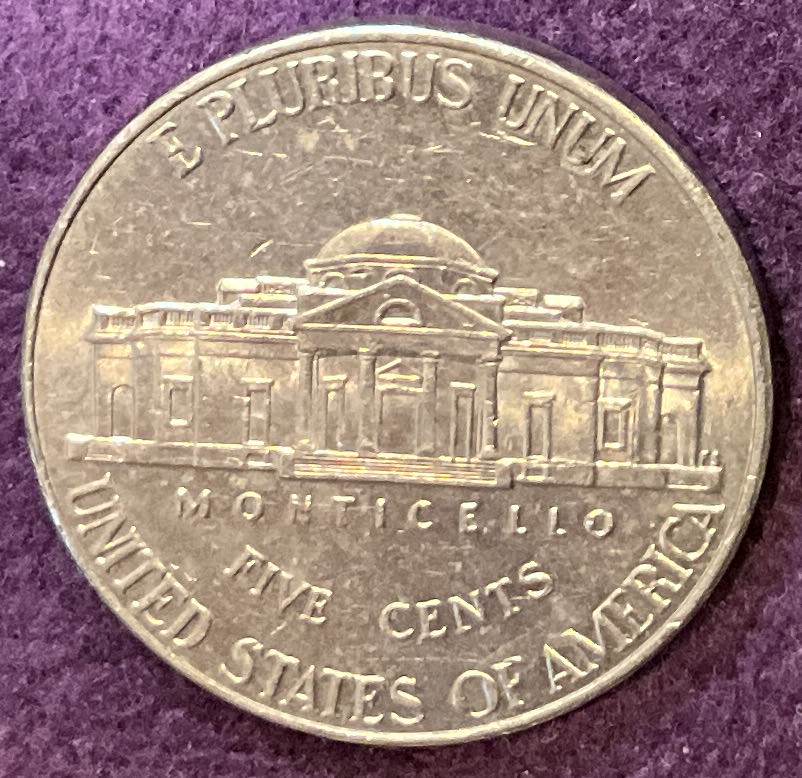 E PLURIBUS UNUM
MONTICELLO
FIVE CENTS
UNITED STATES OF AMERICA